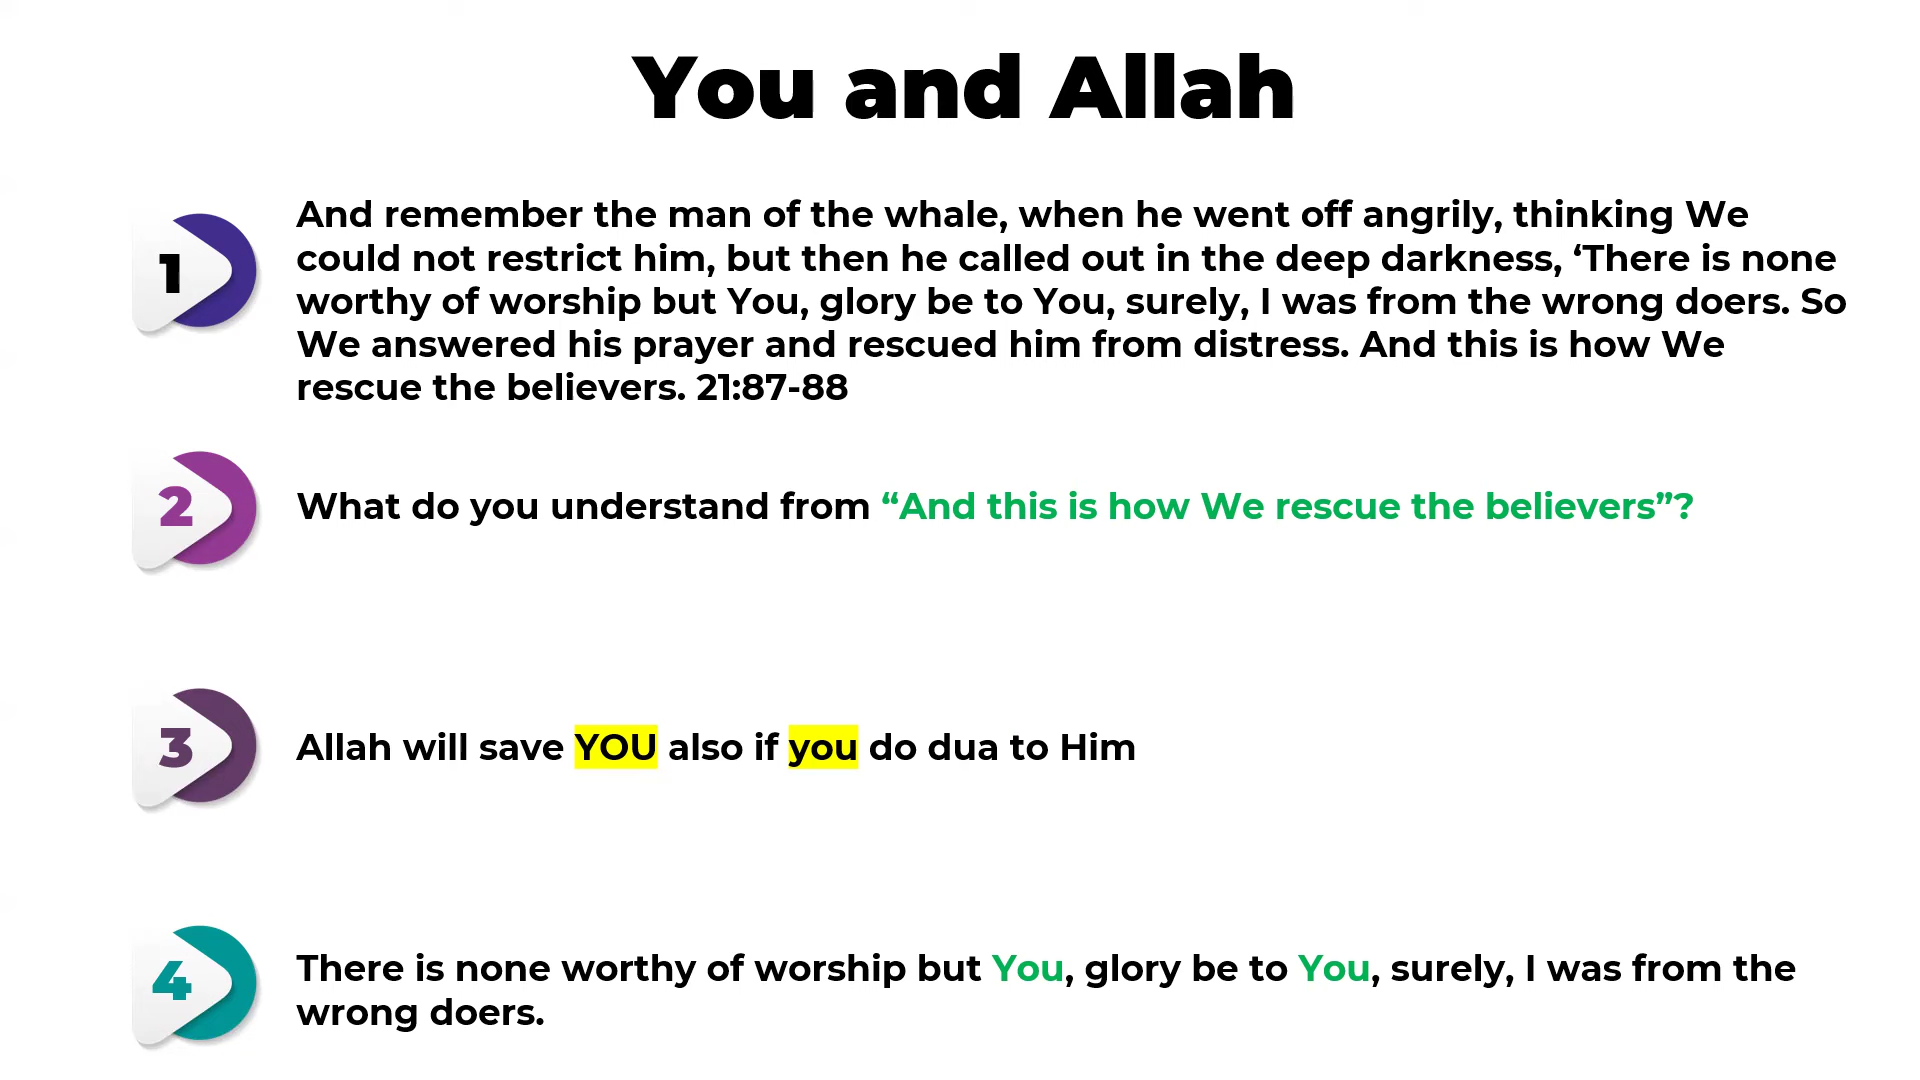 You and Allah
1
And remember the man of the whale, when he went off angrily, thinking We
could not restrict him, but then he called out in the deep darkness, ‘There is none
worthy of worship but You, glory be to You, surely, I was from the wrong doers. So
We answered his prayer and rescued him from distress. And this is how We
rescue the believers. 21:87-88
2
What do you understand from “And this is how We rescue the believers”?
3
Allah will save YOU also if you do dua to Him
4
There is none worthy of worship but You, glory be to You, surely, I was from the
wrong doers.